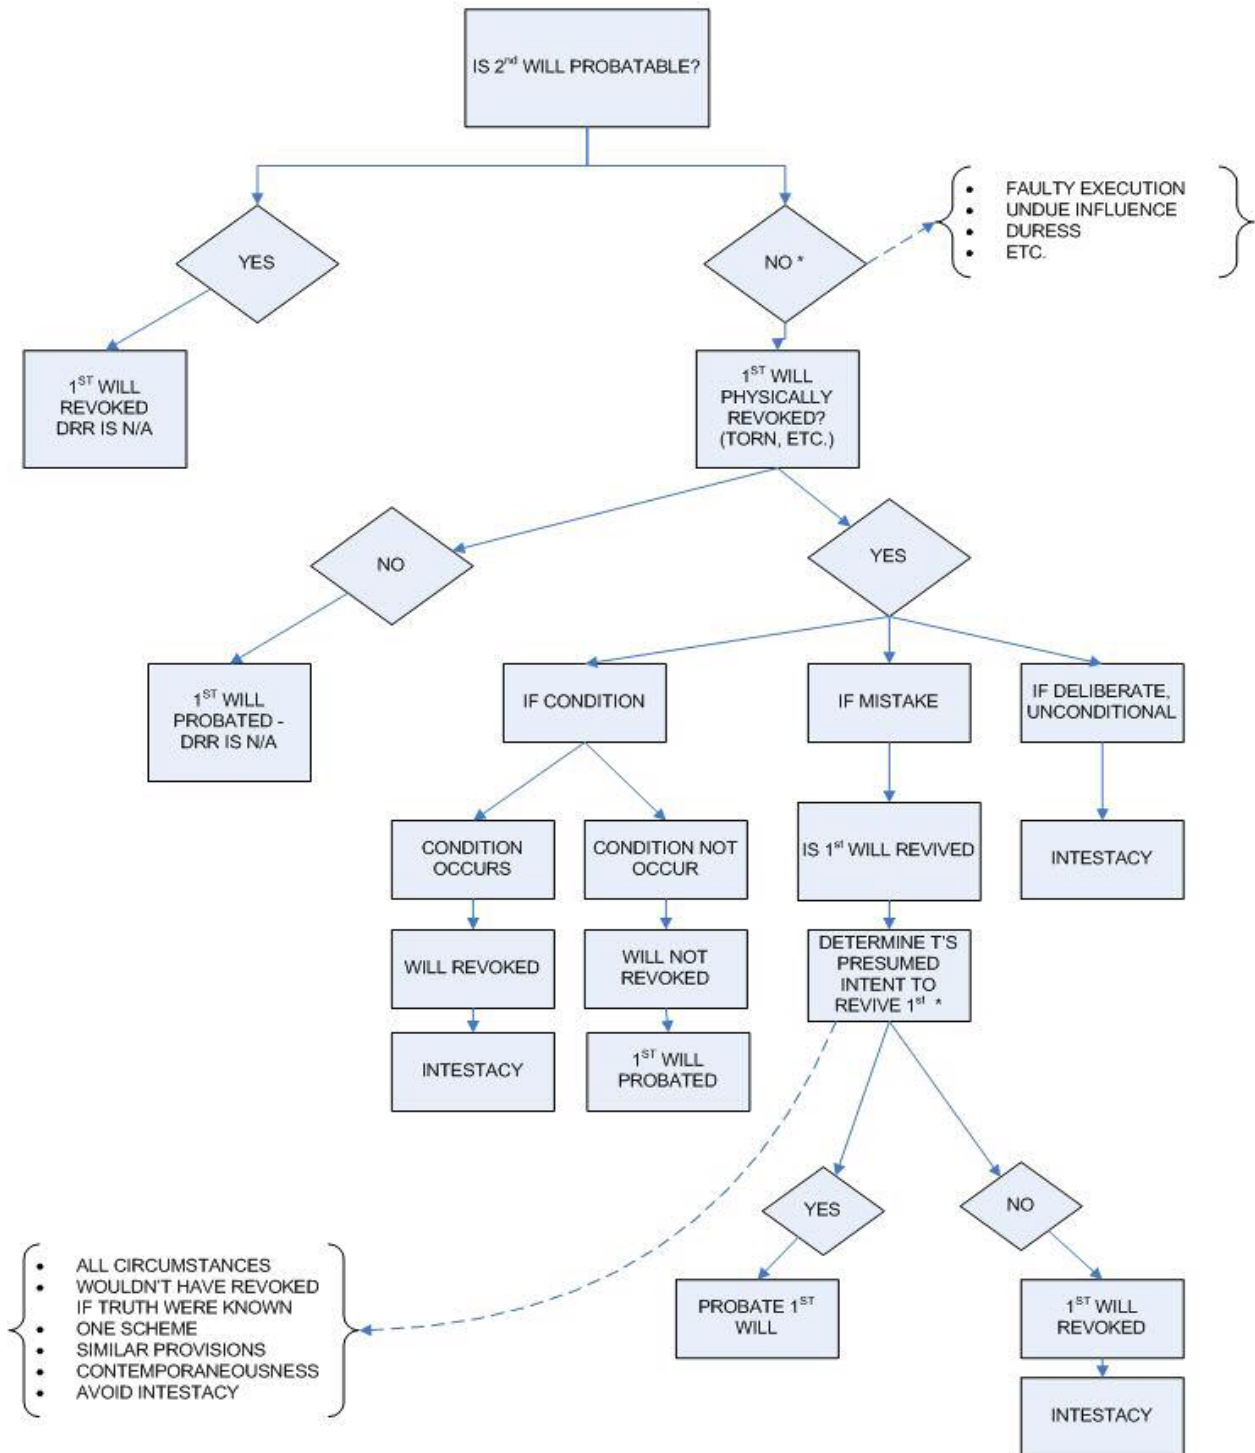 IS 2nd WILL PROBATABLE?
YES
NO *
• FAULTY EXECUTION
• UNDUE INFLUENCE
• DURESS
• ETC.
1ST WILL
REVOKED
DRR IS N/A
1ST WILL
PHYSICALLY
REVOKED?
(TORN, ETC.)
NO
YES
1ST WILL
PROBATED -
DRR IS N/A
IF CONDITION
IF MISTAKE
IF DELIBERATE,
UNCONDITIONAL
CONDITION
OCCURS
CONDITION NOT
OCCUR
IS 1st WILL REVIVED
INTESTACY
WILL REVOKED
WILL NOT
REVOKED
DETERMINE T'S
PRESUMED
INTENT TO
REVIVE 1st *
INTESTACY
1ST WILL
PROBATED
YES
NO
• ALL CIRCUMSTANCES
• WOULDN'T HAVE REVOKED
IF TRUTH WERE KNOWN
• ONE SCHEME
• SIMILAR PROVISIONS
• CONTEMPORANEOUSNESS
• AVOID INTESTACY
PROBATE 1ST
WILL
1ST WILL
REVOKED
INTESTACY